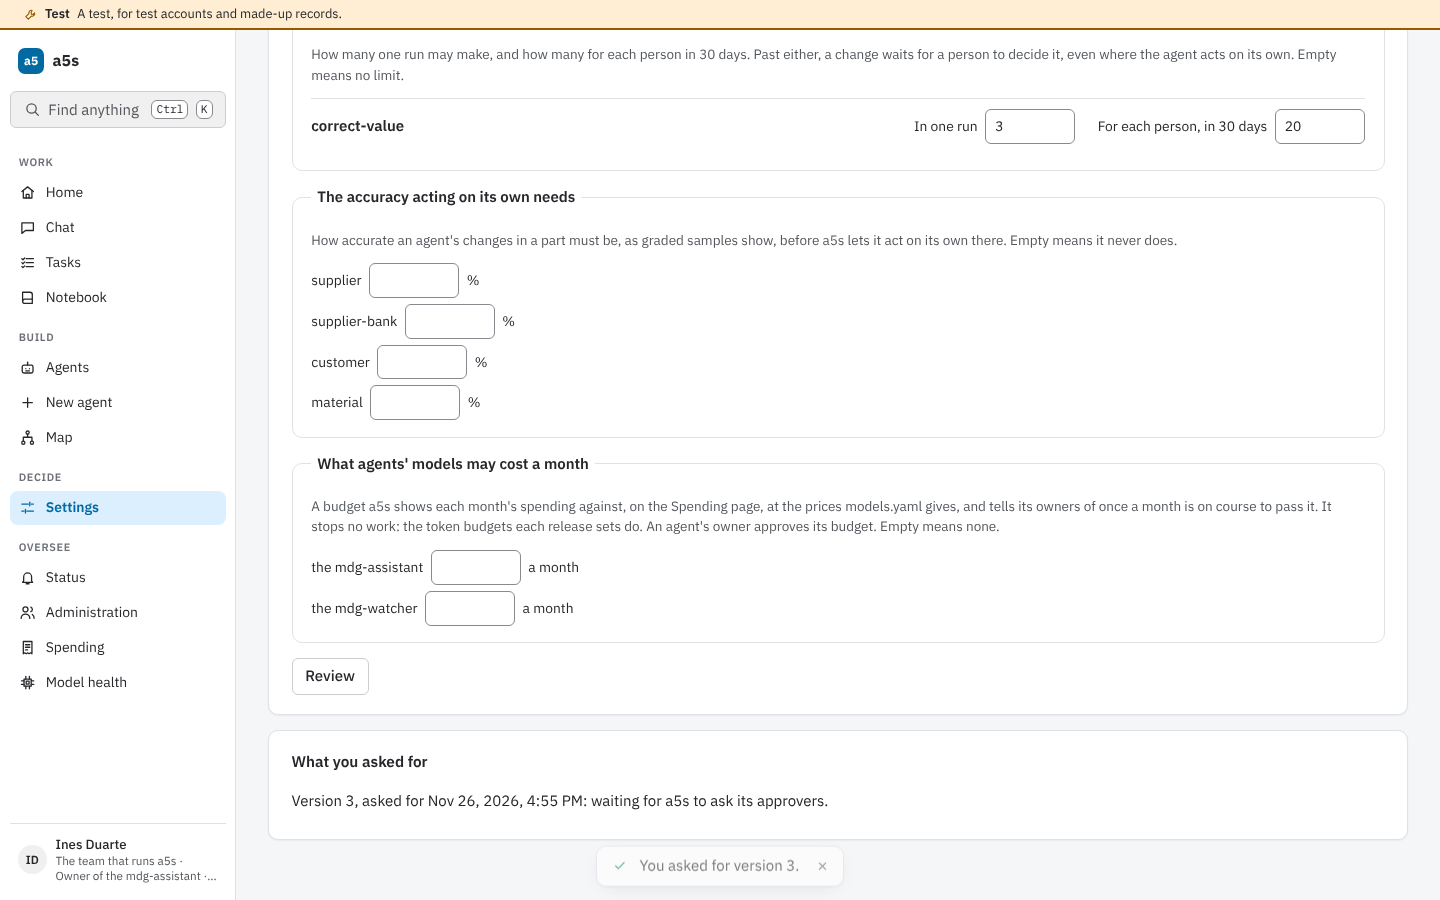 Test A test, for test accounts and made-up records.
a5 a5s
Find anything Ctrl K
WORK
Home
Chat
Tasks
Notebook
BUILD
Agents
New agent
Map
DECIDE
Settings
OVERSEE
Status
Administration
Spending
Model health
ID
Ines Duarte
The team that runs a5s ·
Owner of the mdg-assistant ·...
How many one run may make, and how many for each person in 30 days. Past either, a change waits for a person to decide it, even where the agent acts on its own. Empty
means no limit.
correct-value In one run 3 For each person, in 30 days 20
The accuracy acting on its own needs
How accurate an agent's changes in a part must be, as graded samples show, before a5s lets it act on its own there. Empty means it never does.
supplier %
supplier-bank %
customer %
material %
What agents' models may cost a month
A budget a5s shows each month's spending against, on the Spending page, at the prices models.yaml gives, and tells its owners of once a month is on course to pass it. It
stops no work: the token budgets each release sets do. An agent's owner approves its budget. Empty means none.
the mdg-assistant a month
the mdg-watcher a month
Review
What you asked for
Version 3, asked for Nov 26, 2026, 4:55 PM: waiting for a5s to ask its approvers.
You asked for version 3.